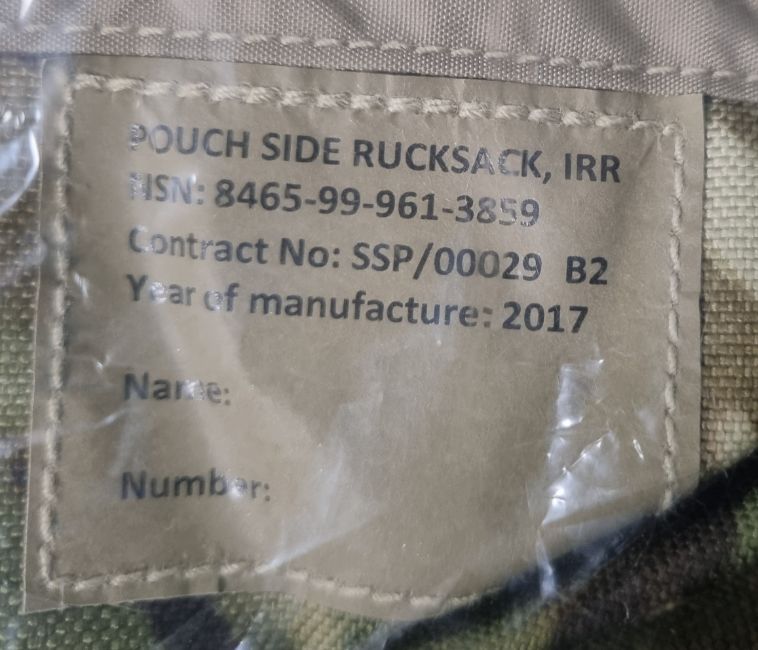 POUCH SIDE RUCKSACK, IRR
NSN: 8465-99-961-3859
Contract No: SSP/00029 B2
Year of manufacture: 2017
Name:
Number: